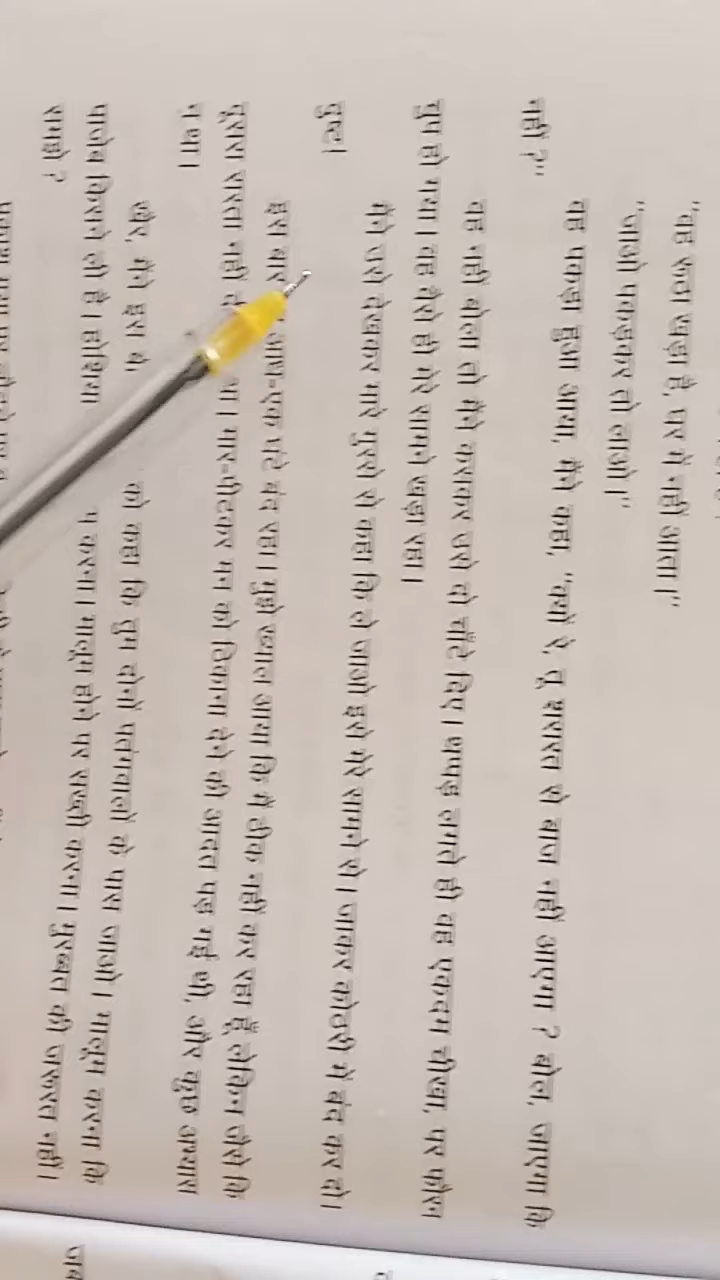 "वह रूठा खड़ा है, घर में नहीं आता।"
"जाओ पकड़कर तो लाओ।"
वह पकड़ा हुआ आया, मैंने कहा, "क्यों रे, तू शरारत से बाज नहीं आएगा ? बोल, जाएगा कि
नहीं ?"
वह नहीं बोला तो मैंने कसकर उसे दो चाँटे दिए। थप्पड़ लगते ही वह एकदम चीखा, पर फौरन
चुप हो गया। वह वैसे ही मेरे सामने खड़ा रहा।
मैंने उसे देखकर मारे गुस्से से कहा कि ले जाओ इसे मेरे सामने से। जाकर कोठरी में बंद कर दो।
दुष्ट।
इस बार आध-एक घंटे बंद रहा। मुझे ख्याल आया कि मैं ठीक नहीं कर रहा हूँ, लेकिन जैसे कि
दूसरा रास्ता नहीं था। मार-पीटकर मन को ठिकाना देने की आदत पड़ गई थी, और कुछ अभ्यास
न था।
खैर, मैंने इस को कहा कि तुम दोनों पतंगवालों के पास जाओ। मालूम करना कि
पाजेब किसने ली है। होशिया करना। मालूम होने पर सख्ती करना। मुरव्वत की जरूरत नहीं।
समझे ?